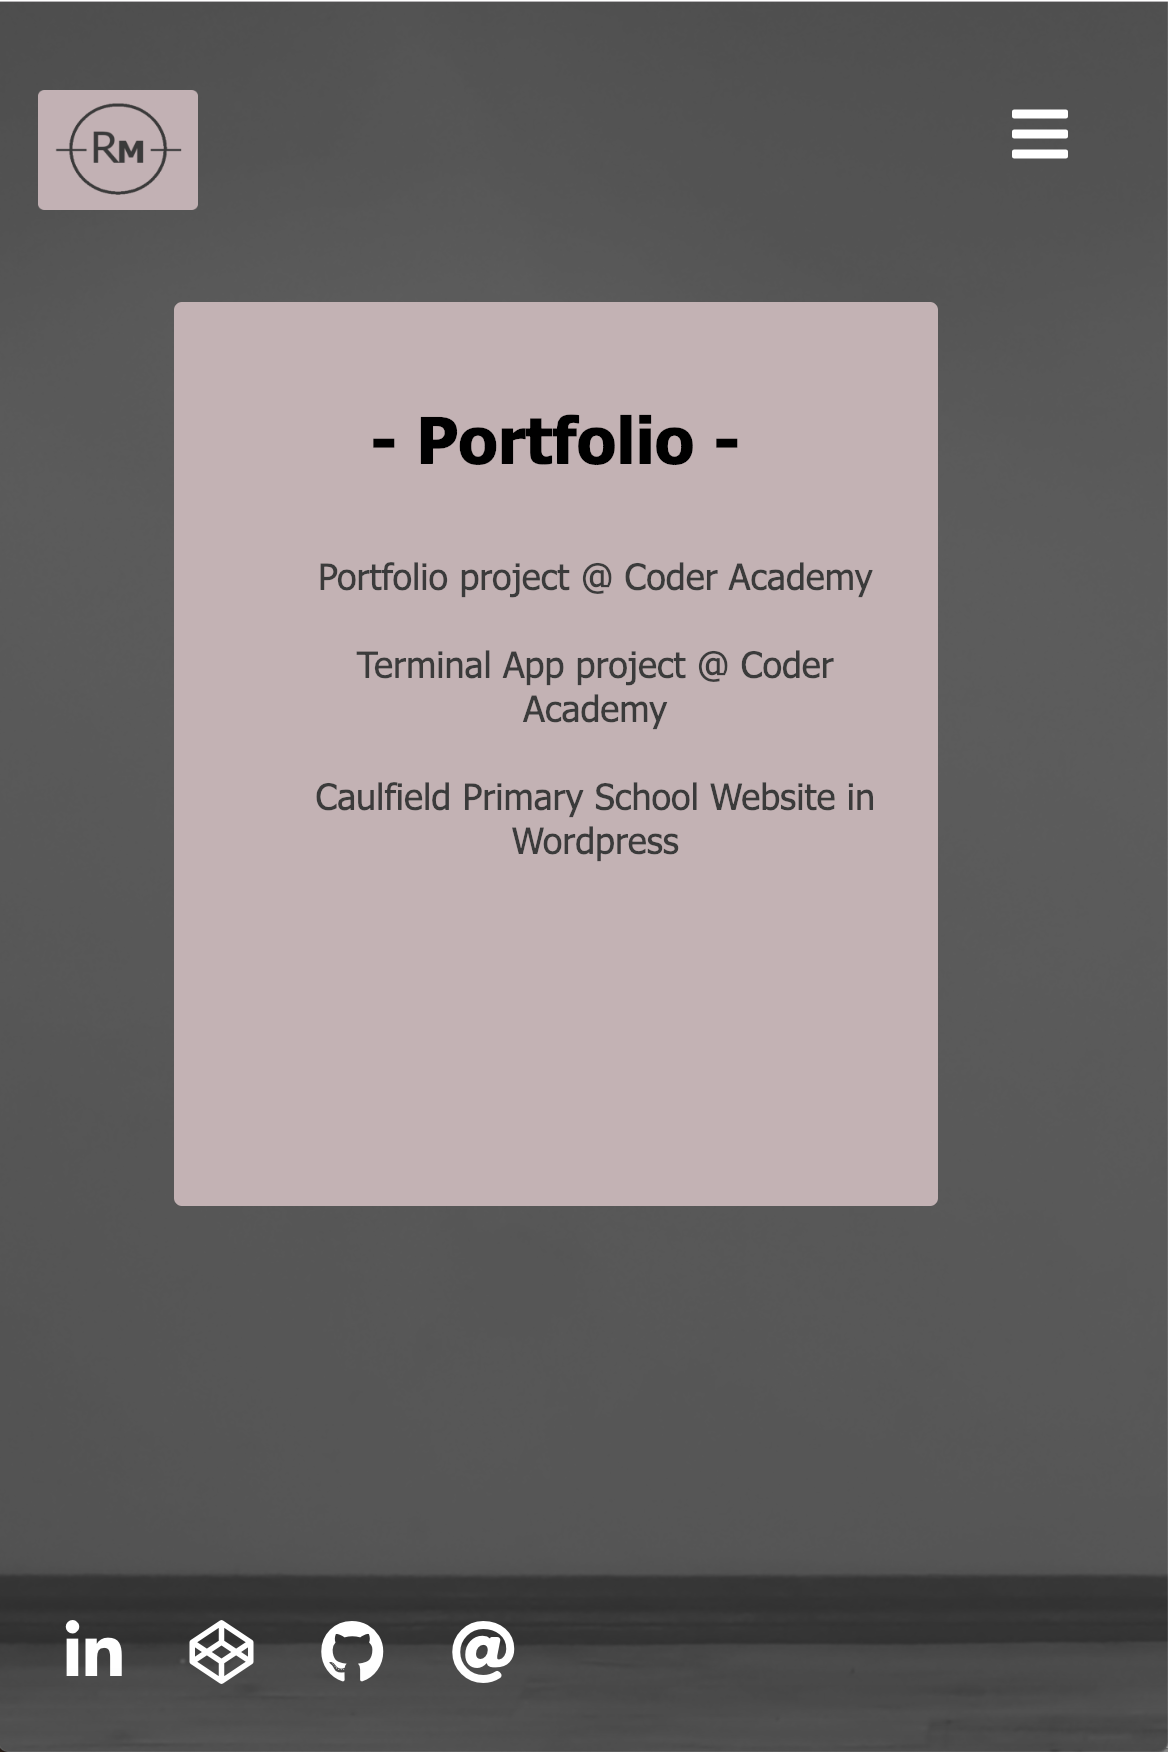 RM
- Portfolio -
Portfolio project @ Coder Academy
Terminal App project @ Coder
Academy
Caulfield Primary School Website in
Wordpress
in
@